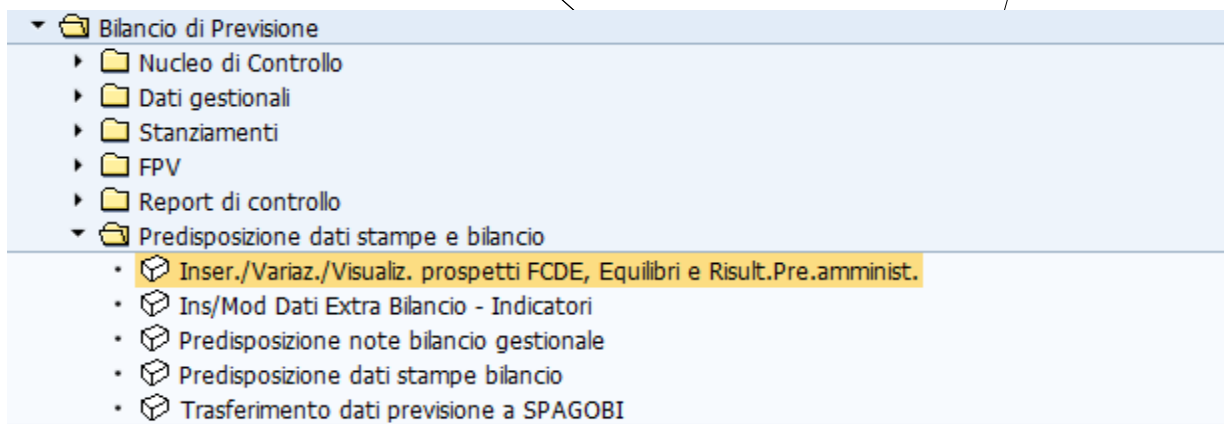 Bilancio di Previsione
Nucleo di Controllo
Dati gestionali
Stanziamenti
FPV
Report di controllo
Predisposizione dati stampe e bilancio
Inser./Variaz./Visualiz. prospetti FCDE, Equilibri e Risult.Pre.amminist.
Ins/Mod Dati Extra Bilancio - Indicatori
Predisposizione note bilancio gestionale
Predisposizione dati stampe bilancio
Trasferimento dati previsione a SPAGOBI